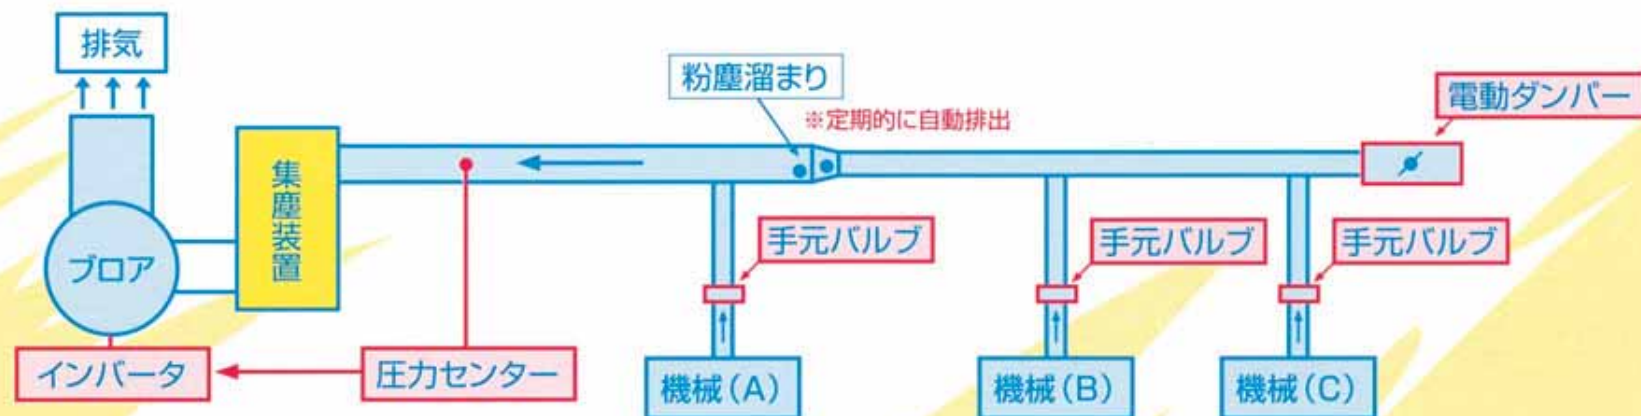 排気
粉塵溜まり
※定期的に自動排出
電動ダンパー
集塵装置
ブロア
手元バルブ
手元バルブ
手元バルブ
インバータ
圧力センター
機械(A)
機械(B)
機械(C)